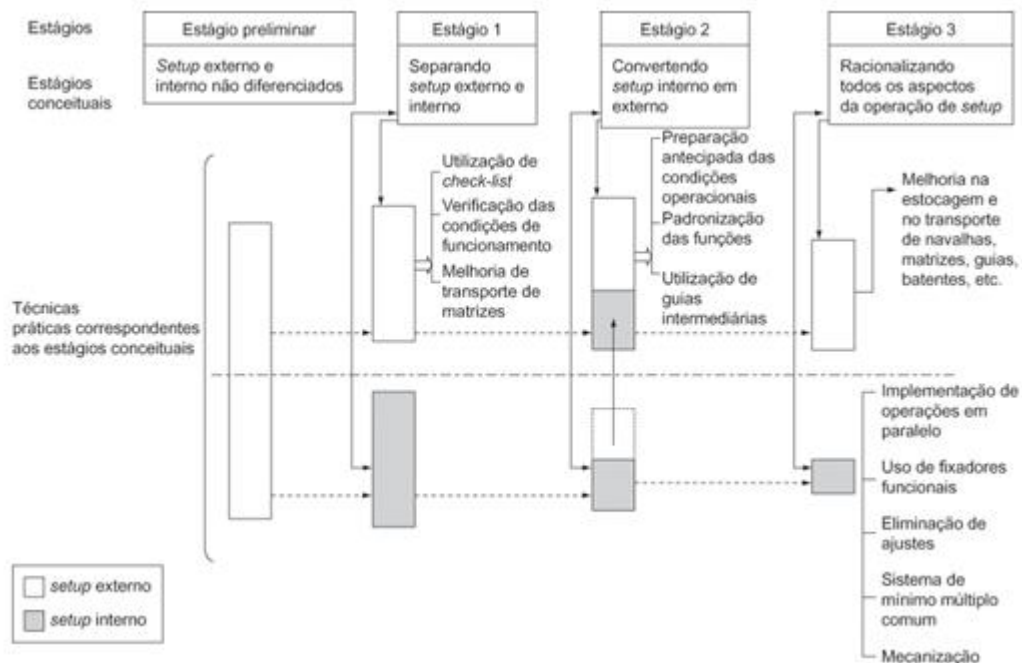 Estágios
Estágio preliminar
Estágio 1
Estágio 2
Estágio 3
Estágios
conceituais
Setup externo e
interno não diferenciados
Separando
setup externo e
interno
Convertendo
setup interno em
externo
Racionalizando
todos os aspectos
da operação de setup
Técnicas
práticas correspondentes
aos estágios conceituais
Utilização de
check-list
Verificação das
condições de
funcionamento
Melhoria de
transporte de
matrizes
Preparação
antecipada das
condições
operacionais
Padronização
das funções
Utilização de
guias
intermediárias
Melhoria na
estocagem e
no transporte
de navalhas,
matrizes, guias,
batentes, etc.
Implementação de
operações em
paralelo
Uso de fixadores
funcionais
Eliminação de
ajustes
Sistema de
mínimo múltiplo
comum
Mecanização
setup externo
setup interno